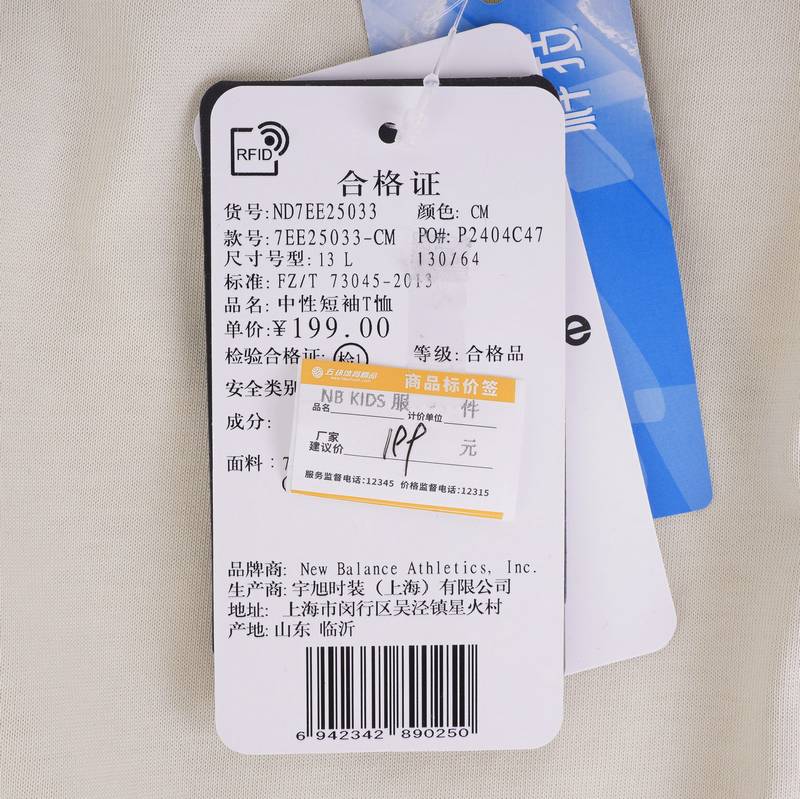 RFID
合格证
货号:ND7EE25033 颜色: CM
款号:7EE25033-CM PO#: P2404C47
尺寸号型:13 L 130/64
标准: FZ/T 73045-2013
品名: 中性短袖T恤
单价:¥199.00
检验合格证: 检1 等级: 合格品
安全类别
成分:
面料:7
商品标价签
NB KIDS 服 件
品名 计价单位
厂家
建议价 199 元
服务监督电话:12345 价格监督电话:12315
品牌商: New Balance Athletics, Inc.
生产商:宇旭时装(上海)有限公司
地址: 上海市闵行区吴泾镇星火村
产地:山东 临沂
6 942342 890250
e